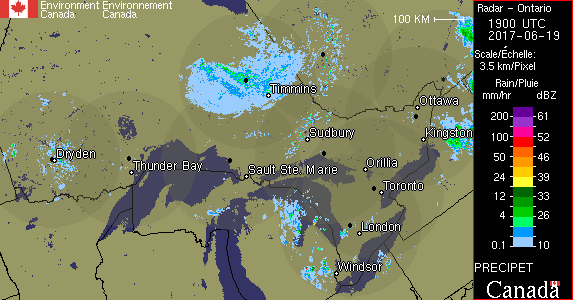 Environment Environnement
Canada Canada
100 KM
Timmins
Ottawa
Sudbury
Kingston
Dryden
Thunder Bay
Sault Ste. Marie
Orillia
Toronto
London
Windsor
Radar - Ontario
1900 UTC
2017-06-19
Scale/Échelle:
3.5 km/Pixel
Rain/Pluie
mm/hr dBZ
200 61
100 52
50 46
24 39
12 33
4 26
0.1 10
PRECIPET
Canada